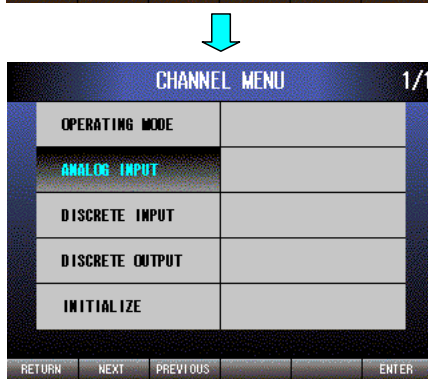 CHANNEL MENU 1/1
OPERATING MODE
ANALOG INPUT
DISCRETE INPUT
DISCRETE OUTPUT
INITIALIZE
RETURN NEXT PREVIOUS ENTER